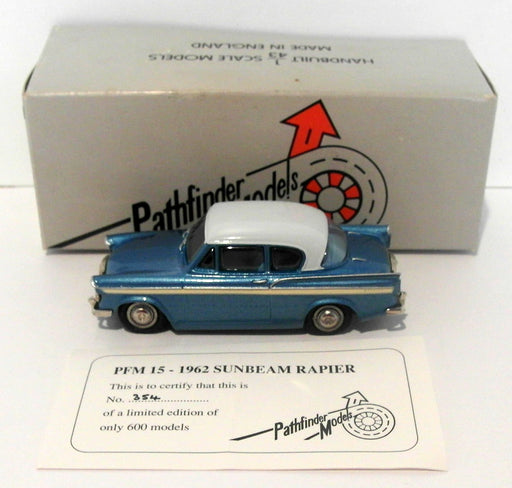 HANDBUILT 1/43 SCALE MODELS
MADE IN ENGLAND
Pathfinder Models
PFM 15 - 1962 SUNBEAM RAPIER
This is to certify that this is
No. ...354...................
of a limited edition of
only 600 models
Pathfinder
Models